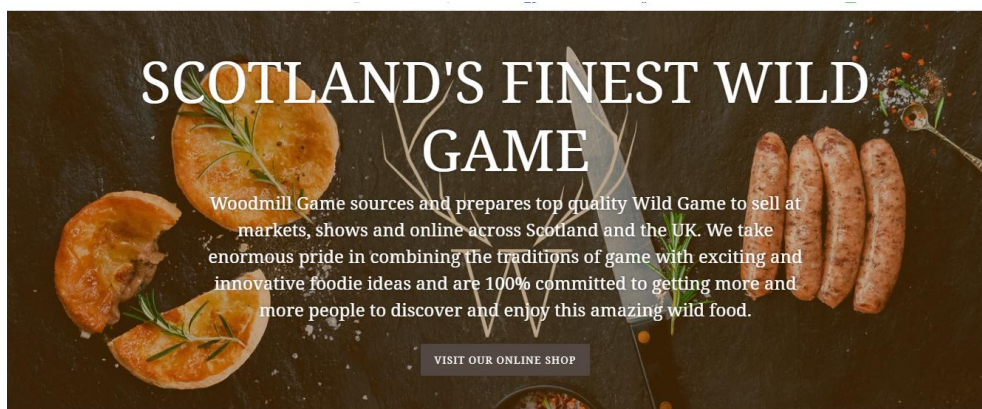 SCOTLAND'S FINEST WILD
GAME
Woodmill Game sources and prepares top quality Wild Game to sell at
markets, shows and online across Scotland and the UK. We take
enormous pride in combining the traditions of game with exciting and
innovative foodie ideas and are 100% committed to getting more and
more people to discover and enjoy this amazing wild food.
W
VISIT OUR ONLINE SHOP